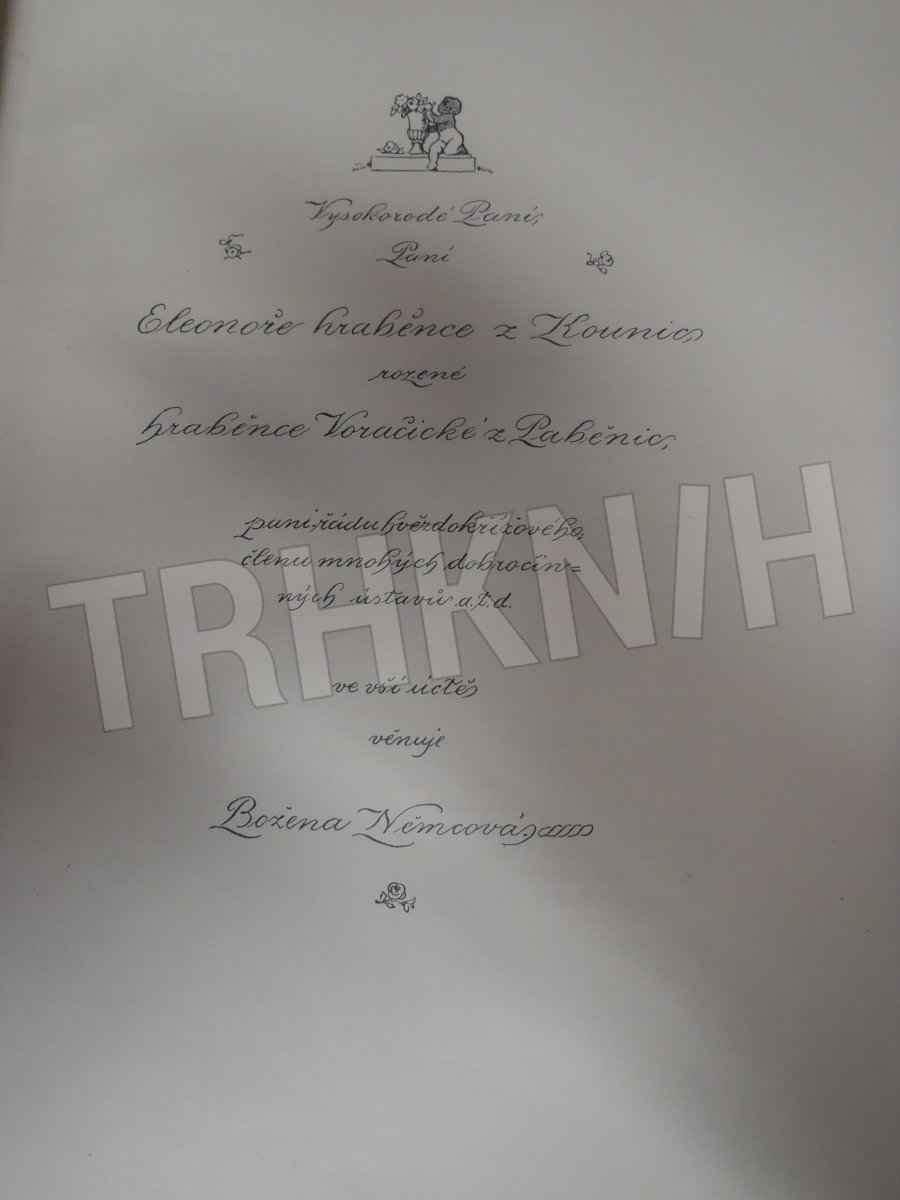 Vysokorodé Paní,
Paní
Eleonoře hraběnce z Kounic,
rozené
hraběnce Voračické z Paběnic,
paní, řádu hvězdokřížového,
členu mnohých dobročin=
ných ústavů a.t.d.
ve vší úctě
věnuje
Božena Němcová.
TRHKNIH